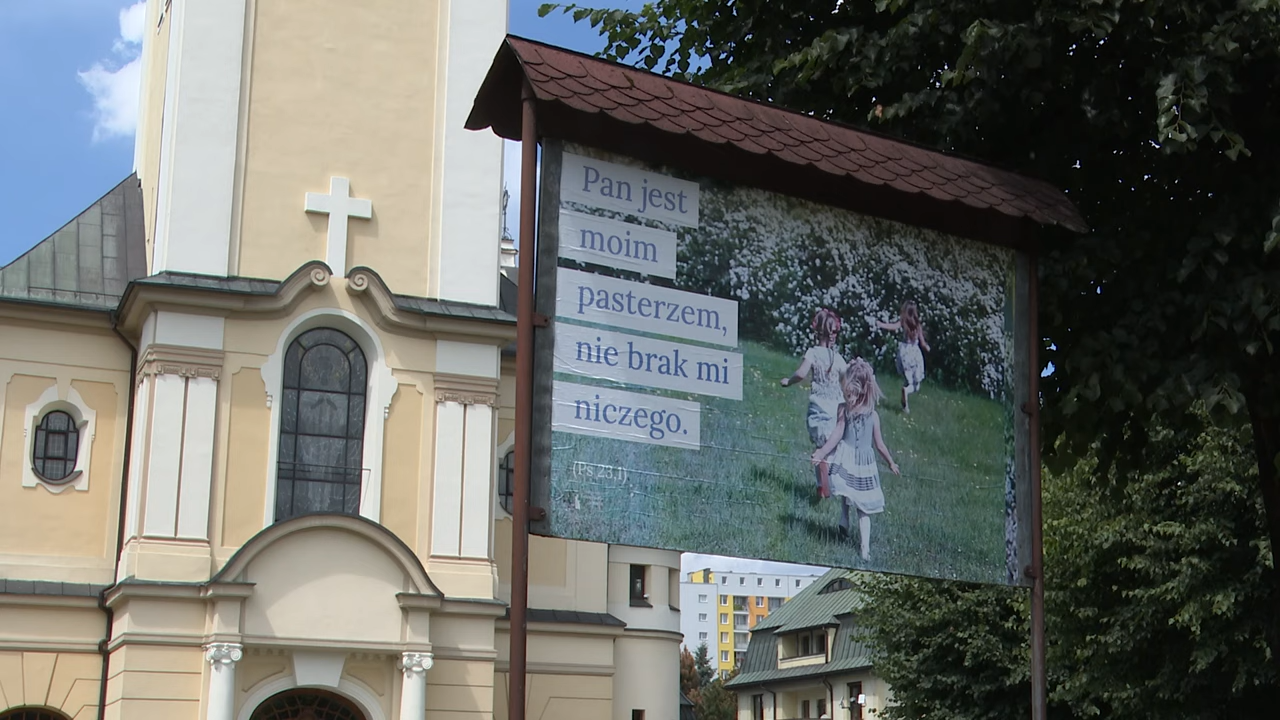 Pan jest
moim
pasterzem,
nie brak mi
niczego.
(Ps 23,1)